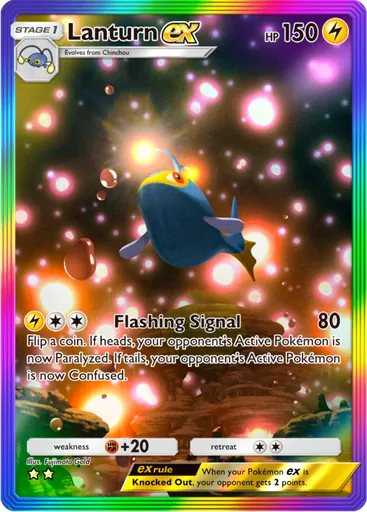 STAGE 1
Lanturn ex
HP 150
Evolves from Chinchou
Flashing Signal 80
Flip a coin. If heads, your opponent's Active Pokémon
is now Paralyzed. If tails, your opponent's Active Pokémon
is now Confused.
weakness +20 retreat
Illus. Fujimoto Gold
ex rule
When your Pokémon ex is
Knocked Out, your opponent gets 2 points.